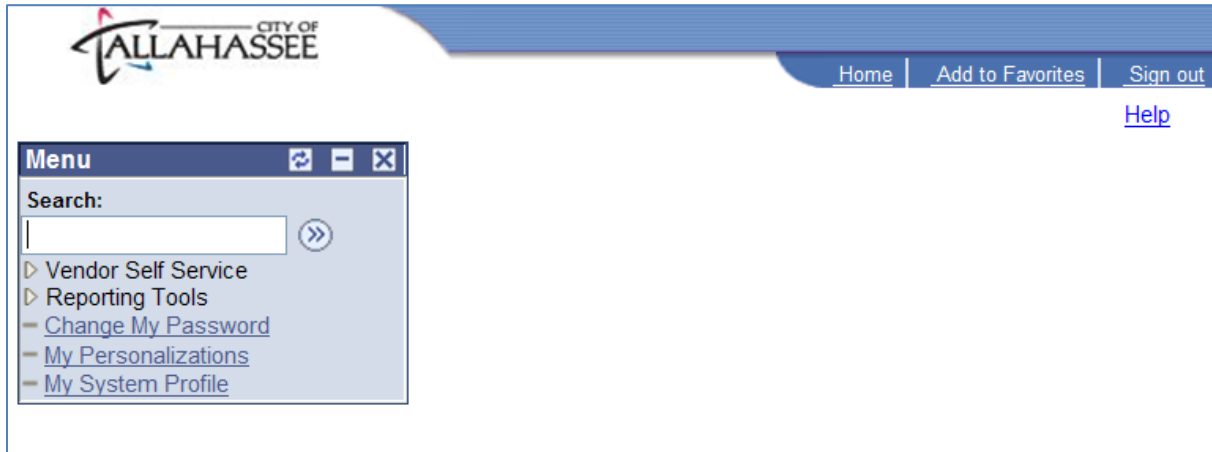 CITY OF
TALLAHASSEE
Home | Add to Favorites | Sign out
Help
Menu
Search:
Vendor Self Service
Reporting Tools
Change My Password
My Personalizations
My System Profile